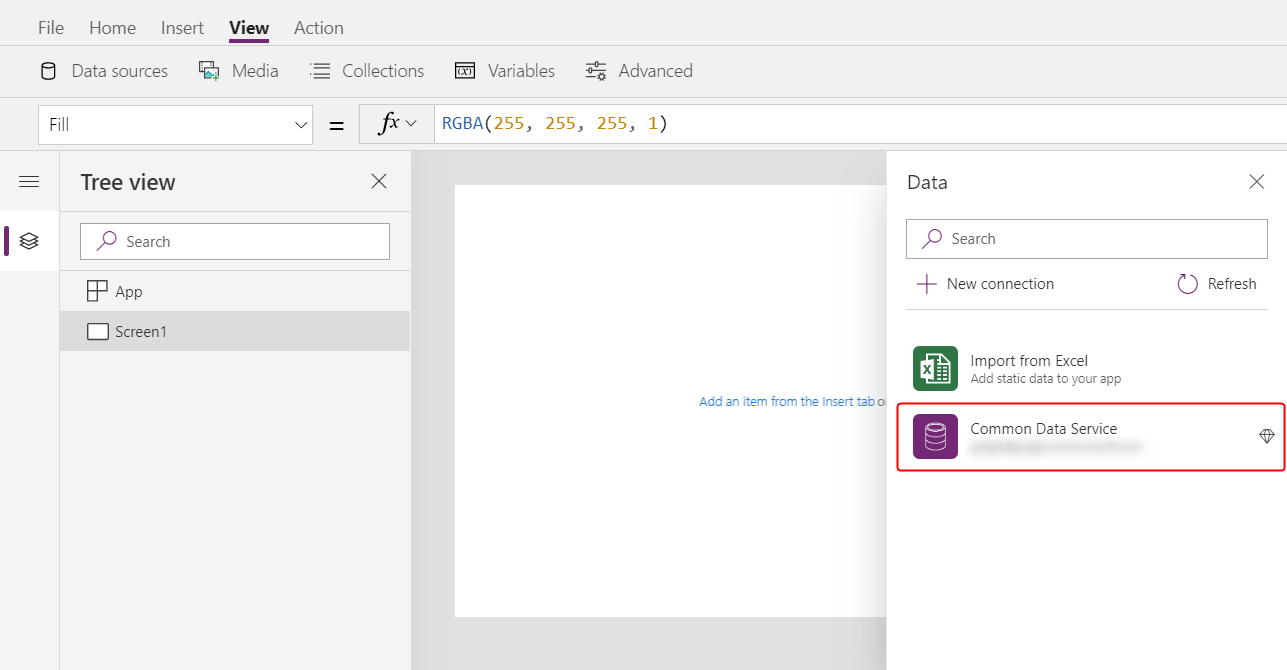 File Home Insert View Action
Data sources Media Collections Variables Advanced
Fill = fx RGBA(255, 255, 255, 1)
Tree view
Search
App
Screen1
Add an item from the Insert tab
Data
Search
New connection Refresh
Import from Excel
Add static data to your app
Common Data Service